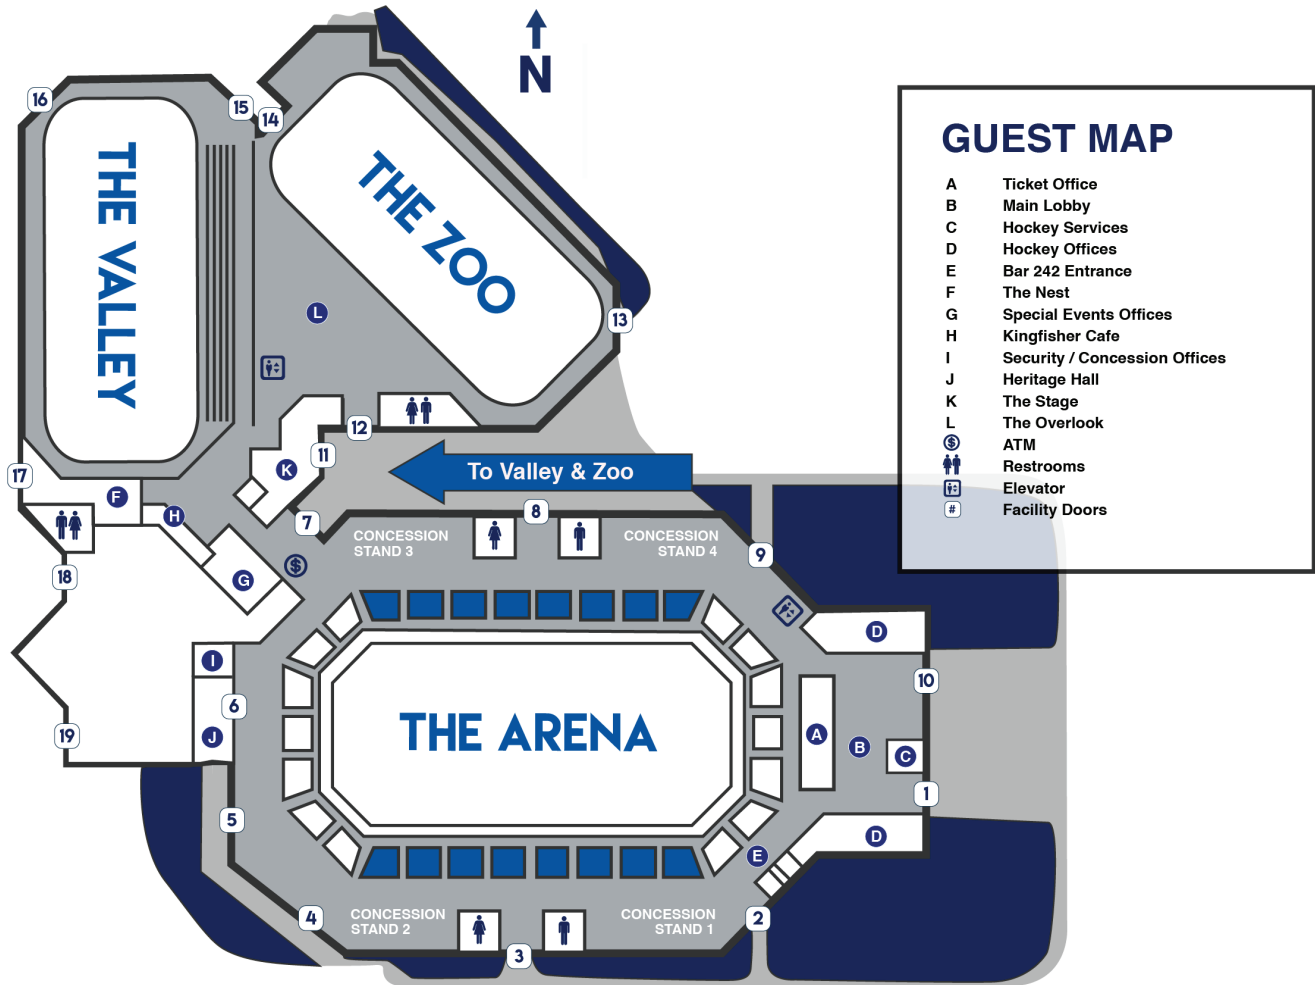 N
GUEST MAP
A Ticket Office
B Main Lobby
C Hockey Services
D Hockey Offices
E Bar 242 Entrance
F The Nest
G Special Events Offices
H Kingfisher Cafe
I Security / Concession Offices
J Heritage Hall
K The Stage
L The Overlook
$ ATM
Restrooms
Elevator
# Facility Doors
16
15
14
THE VALLEY
THE ZOO
L
13
12
11
K
17
F
H
To Valley & Zoo
7
8
CONCESSION
STAND 3
CONCESSION
STAND 4
9
18
G
$
D
I
6
J
19
10
THE ARENA
A
B
C
1
5
D
E
4
CONCESSION
STAND 2
CONCESSION
STAND 1
2
3